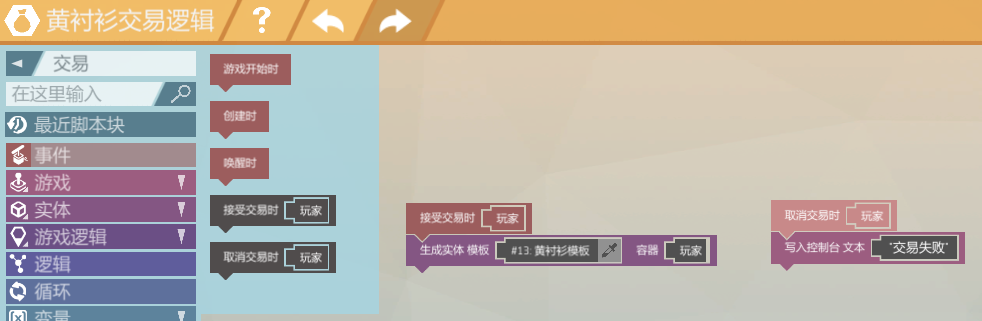 黄衬衫交易逻辑 ?
交易
在这里输入
最近脚本块
事件
游戏
实体
游戏逻辑
逻辑
循环
变量
游戏开始时
创建时
唤醒时
接受交易时 玩家
取消交易时 玩家
接受交易时 玩家
生成实体 模板 #13: 黄衬衫模板 容器 玩家
取消交易时 玩家
写入控制台 文本 "交易失败"